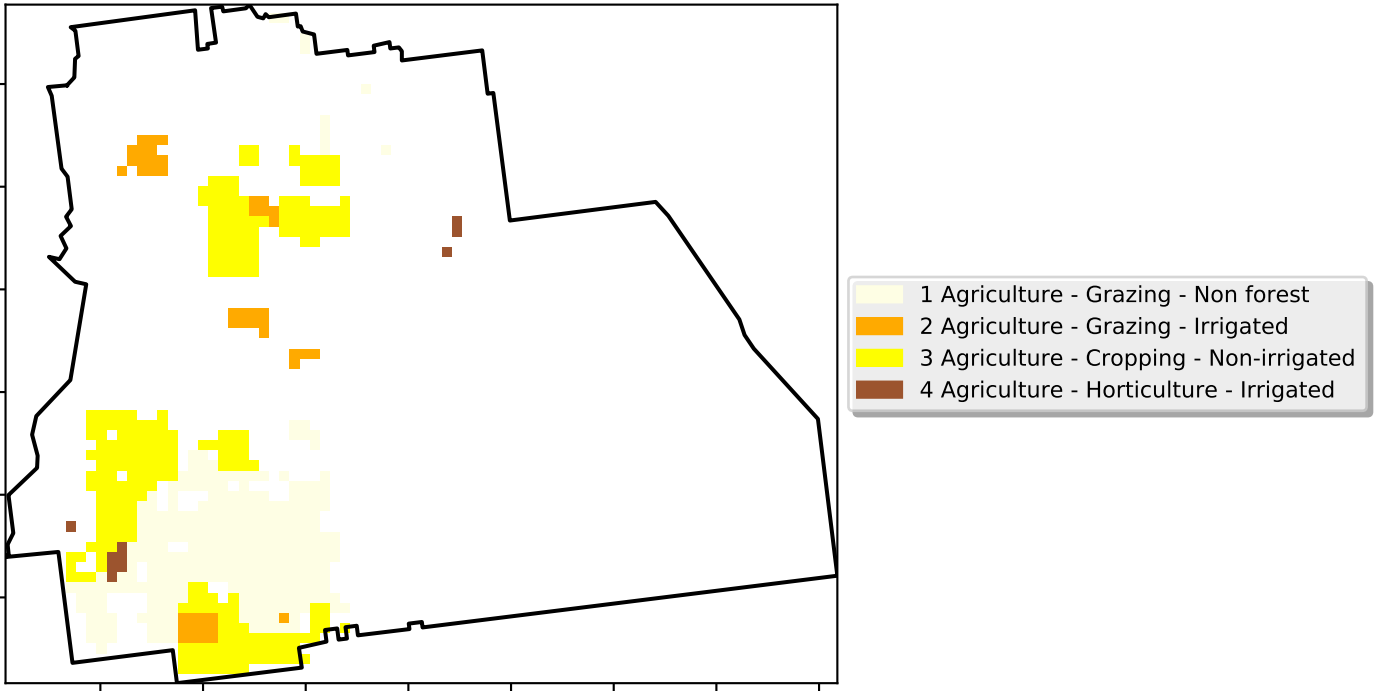 1 Agriculture - Grazing - Non forest
2 Agriculture - Grazing - Irrigated
3 Agriculture - Cropping - Non-irrigated
4 Agriculture - Horticulture - Irrigated